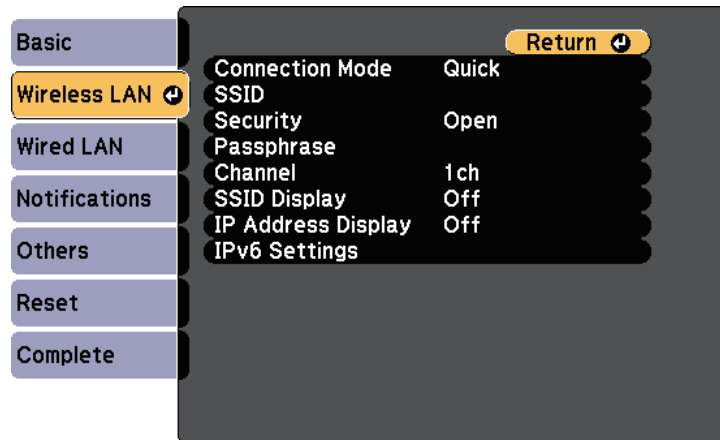 Basic
Wireless LAN
Wired LAN
Notifications
Others
Reset
Complete
Return
Connection Mode Quick
SSID
Security Open
Passphrase
Channel 1ch
SSID Display Off
IP Address Display Off
IPv6 Settings